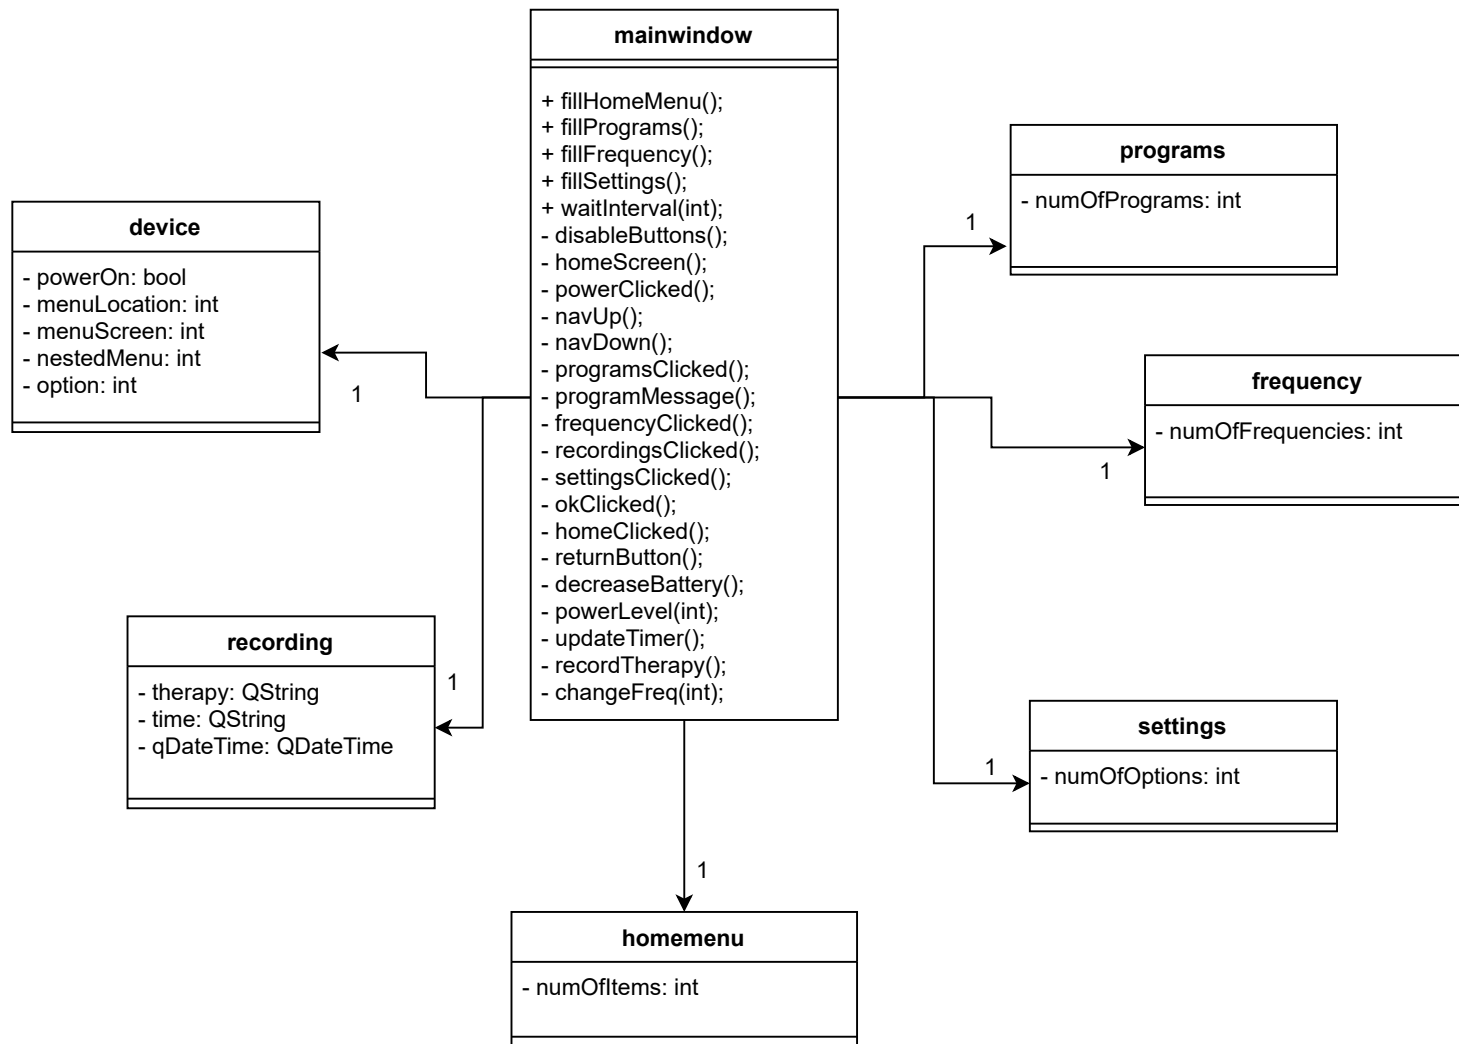 mainwindow
+ fillHomeMenu();
+ fillPrograms();
+ fillFrequency();
+ fillSettings();
+ waitInterval(int);
- disableButtons();
- homeScreen();
- powerClicked();
- navUp();
- navDown();
- programsClicked();
- programMessage();
- frequencyClicked();
- recordingsClicked();
- settingsClicked();
- okClicked();
- homeClicked();
- returnButton();
- decreaseBattery();
- powerLevel(int);
- updateTimer();
- recordTherapy();
- changeFreq(int);
device
- powerOn: bool
- menuLocation: int
- menuScreen: int
- nestedMenu: int
- option: int
1
recording
- therapy: QString
- time: QString
- qDateTime: QDateTime
1
programs
- numOfPrograms: int
1
frequency
- numOfFrequencies: int
1
settings
- numOfOptions: int
1
1
homemenu
- numOfItems: int